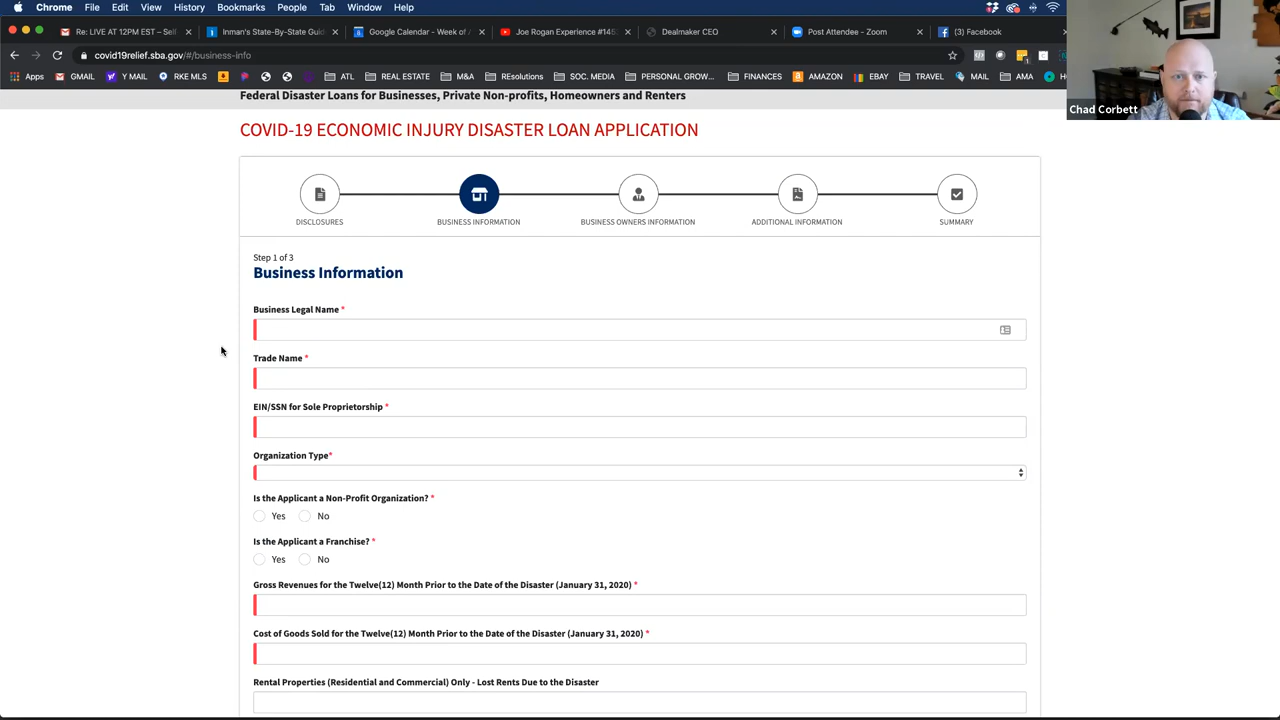 Chrome File Edit View History Bookmarks People Tab Window Help
Re: LIVE AT 12PM EST – Sel
Inman's State-By-State Guid
Google Calendar - Week of
Joe Rogan Experience #145
Dealmaker CEO
Post Attendee - Zoom
(3) Facebook
covid19relief.sba.gov/#/business-info
Apps GMAIL Y MAIL RKE MLS ATL REAL ESTATE M&A Resolutions SOC. MEDIA PERSONAL GROW... FINANCES AMAZON EBAY TRAVEL MAIL AMA
Chad Corbett
Federal Disaster Loans for Businesses, Private Non-profits, Homeowners and Renters
COVID-19 ECONOMIC INJURY DISASTER LOAN APPLICATION
DISCLOSURES BUSINESS INFORMATION BUSINESS OWNERS INFORMATION ADDITIONAL INFORMATION SUMMARY
Step 1 of 3
Business Information
Business Legal Name *
Trade Name *
EIN/SSN for Sole Proprietorship *
Organization Type*
Is the Applicant a Non-Profit Organization? *
Yes No
Is the Applicant a Franchise? *
Yes No
Gross Revenues for the Twelve(12) Month Prior to the Date of the Disaster (January 31, 2020) *
Cost of Goods Sold for the Twelve(12) Month Prior to the Date of the Disaster (January 31, 2020) *
Rental Properties (Residential and Commercial) Only - Lost Rents Due to the Disaster